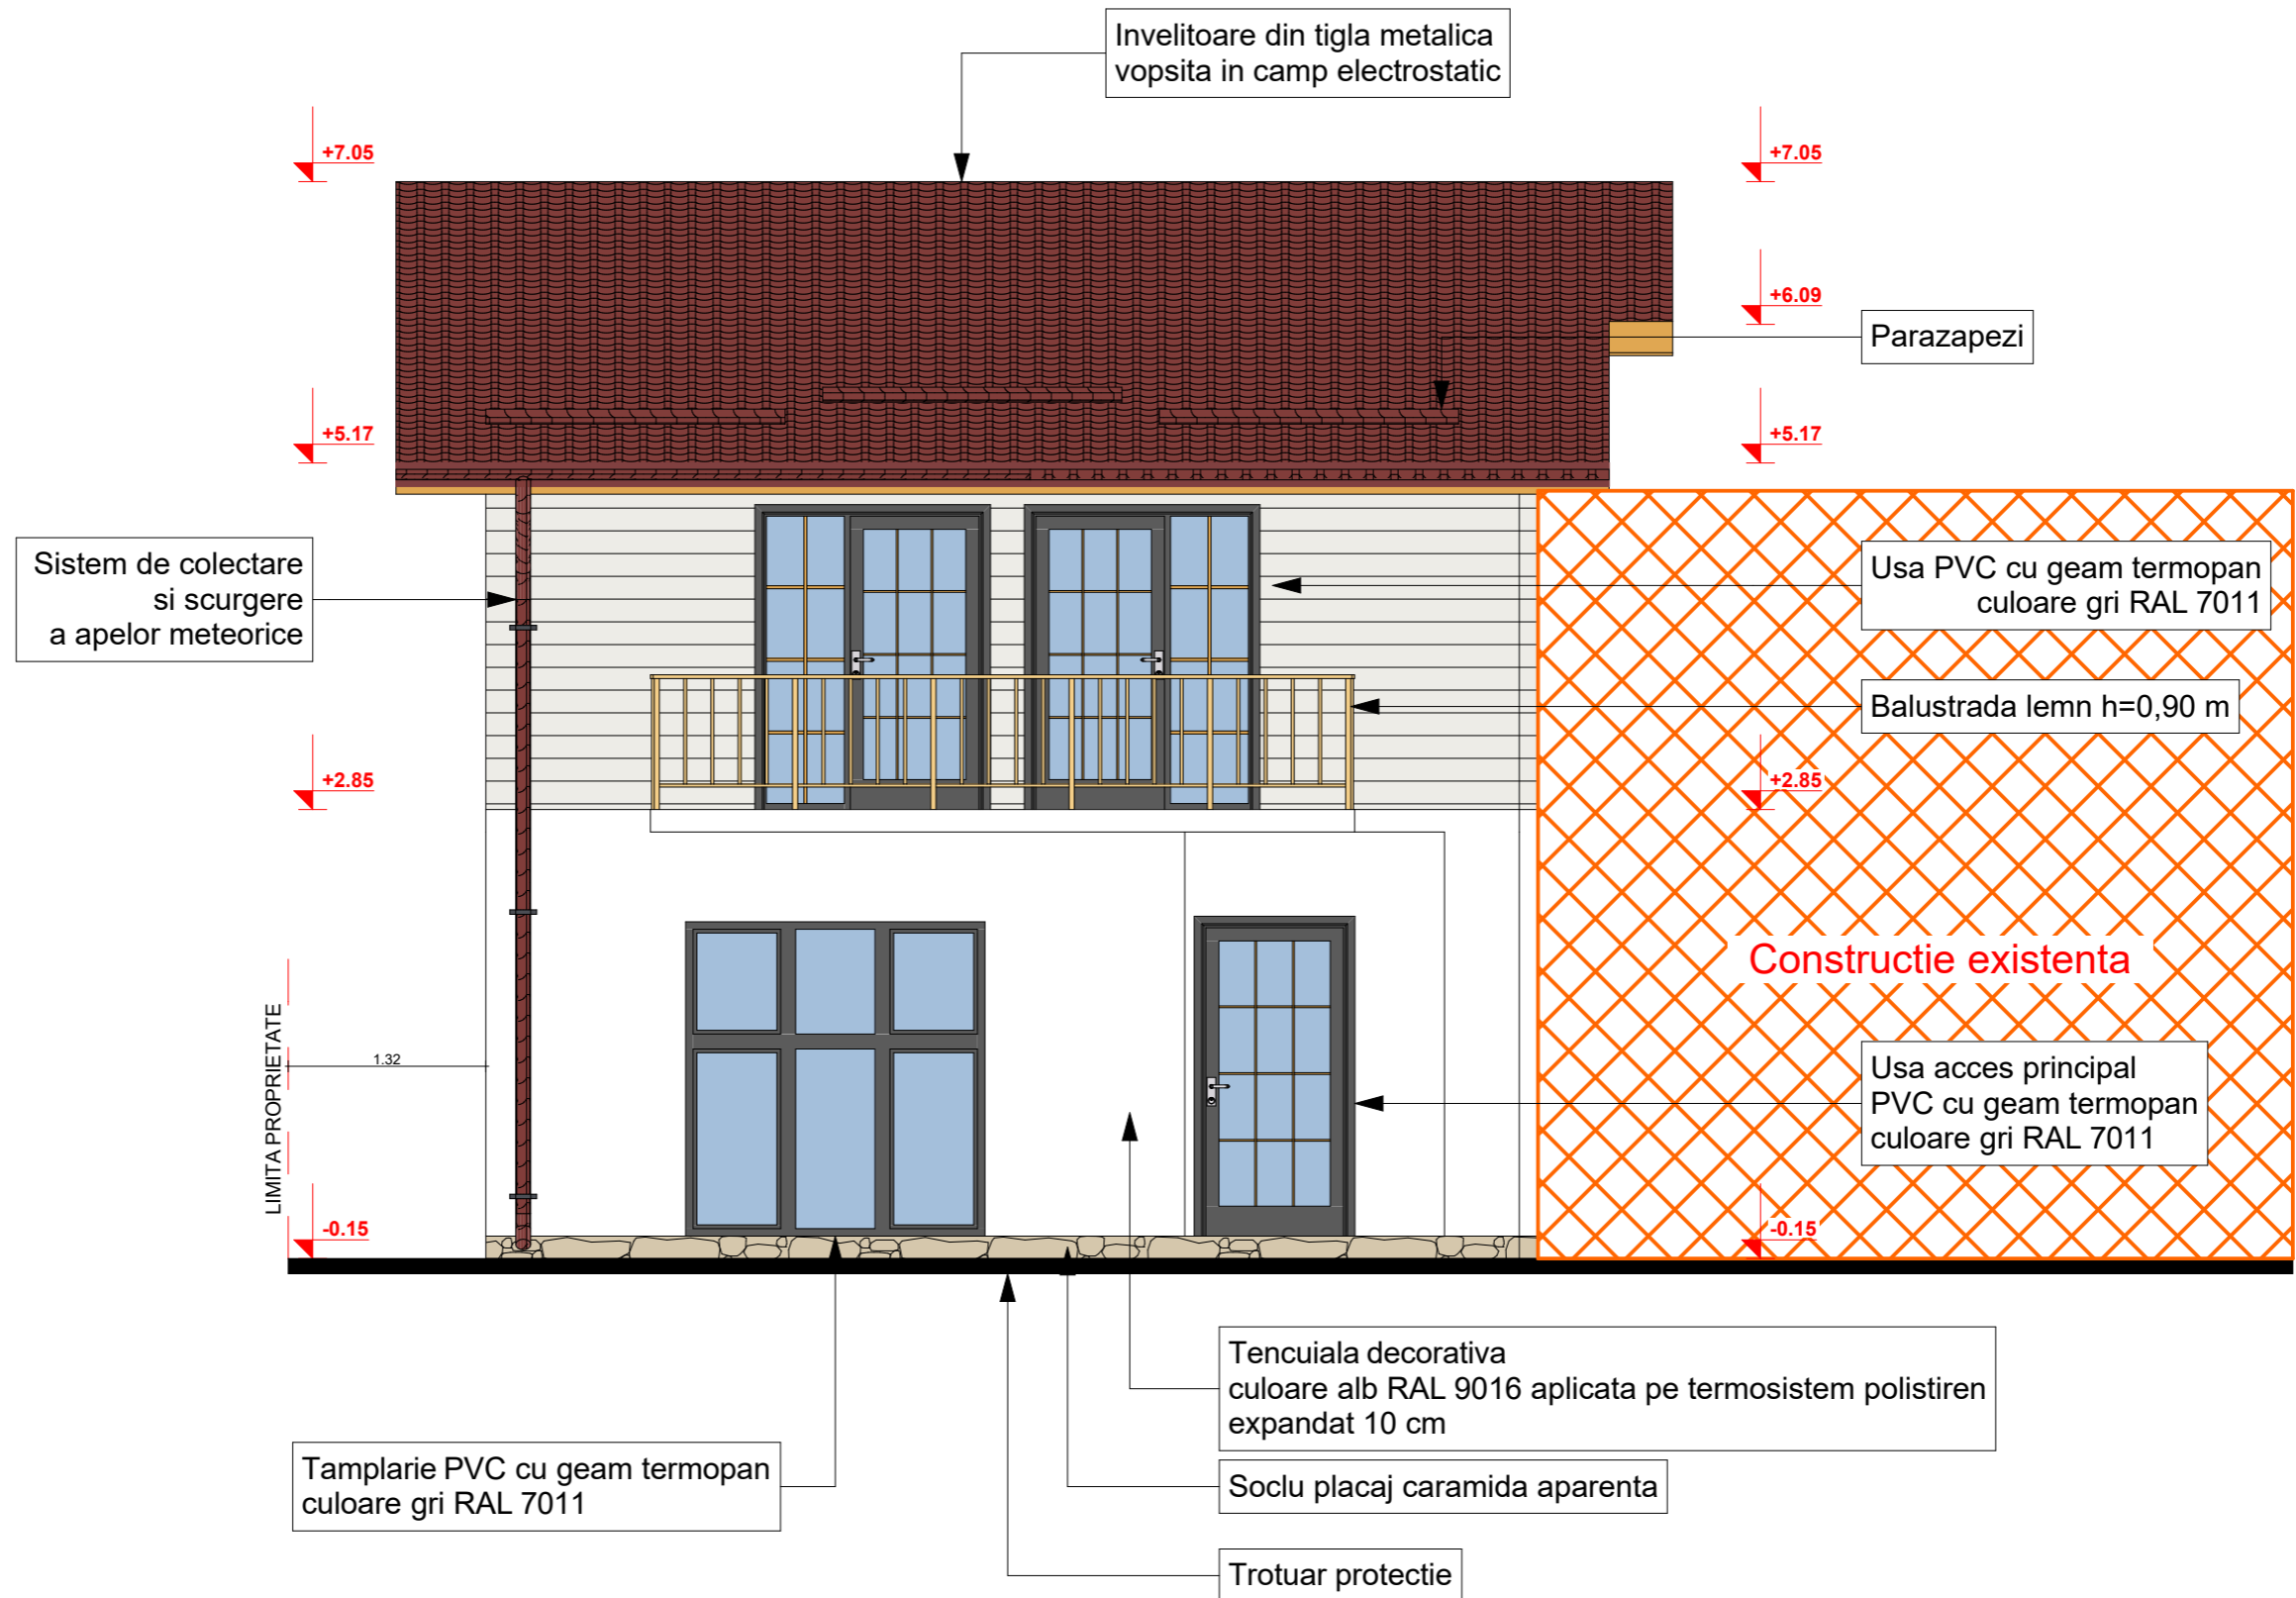 Invelitoare din tigla metalica
vopsita in camp electrostatic
+7.05
+7.05
+6.09
Parazapezi
+5.17
+5.17
Sistem de colectare
si scurgere
a apelor meteorice
Usa PVC cu geam termopan
culoare gri RAL 7011
Balustrada lemn h=0,90 m
+2.85
+2.85
Constructie existenta
LIMITA PROPRIETATE
1.32
Usa acces principal
PVC cu geam termopan
culoare gri RAL 7011
-0.15
-0.15
Tencuiala decorativa
culoare alb RAL 9016 aplicata pe termosistem polistiren
expandat 10 cm
Tamplarie PVC cu geam termopan
culoare gri RAL 7011
Soclu placaj caramida aparenta
Trotuar protectie